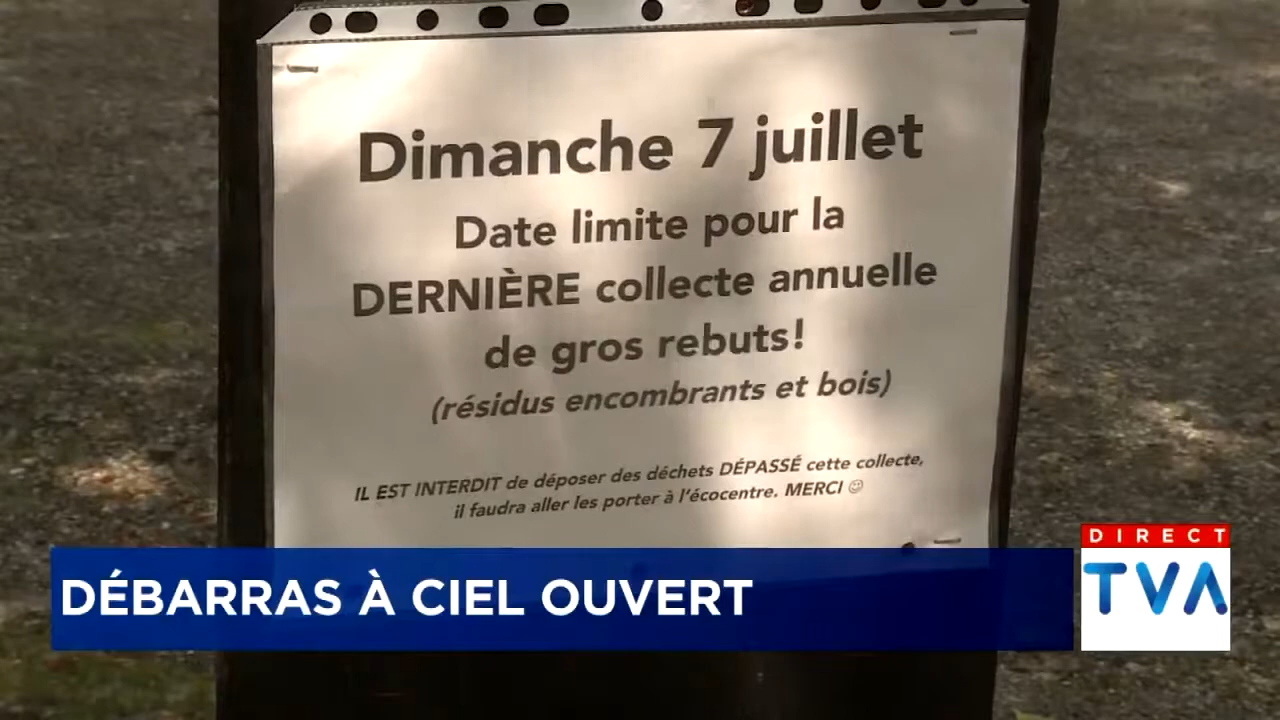 Dimanche 7 juillet
Date limite pour la
DERNIÈRE collecte annuelle
de gros rebuts!
(résidus encombrants et bois)
IL EST INTERDIT de déposer des déchets DÉPASSÉ cette collecte,
il faudra aller les porter à l'écocentre. MERCI ☺
DÉBARRAS À CIEL OUVERT
DIRECT
TVA